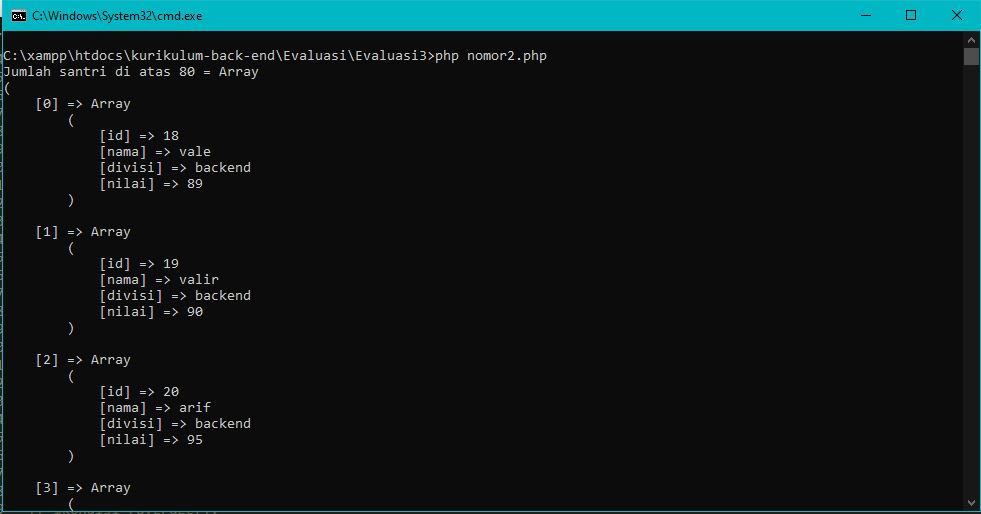 C:\Windows\System32\cmd.exe
C:\xampp\htdocs\kurikulum-back-end\Evaluasi\Evaluasi3>php nomor2.php
Jumlah santri di atas 80 = Array
(
    [0] => Array
        (
            [id] => 18
            [nama] => vale
            [divisi] => backend
            [nilai] => 89
        )
    [1] => Array
        (
            [id] => 19
            [nama] => valir
            [divisi] => backend
            [nilai] => 90
        )
    [2] => Array
        (
            [id] => 20
            [nama] => arif
            [divisi] => backend
            [nilai] => 95
        )
    [3] => Array
        (